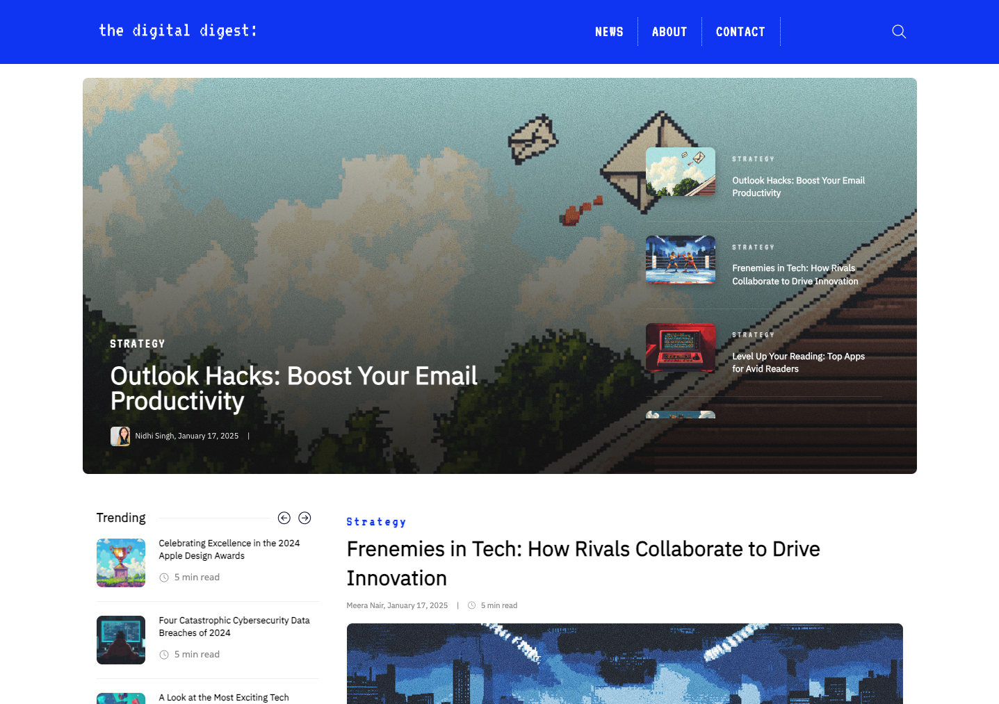 the digital digest:
NEWS
ABOUT
CONTACT
STRATEGY
Outlook Hacks: Boost Your Email
Productivity
Nidhi Singh, January 17, 2025 |
STRATEGY
Outlook Hacks: Boost Your Email
Productivity
STRATEGY
Frenemies in Tech: How Rivals
Collaborate to Drive Innovation
STRATEGY
Level Up Your Reading: Top Apps
for Avid Readers
Trending
Celebrating Excellence in the 2024
Apple Design Awards
5 min read
Four Catastrophic Cybersecurity Data
Breaches of 2024
5 min read
A Look at the Most Exciting Tech
Strategy
Frenemies in Tech: How Rivals Collaborate to Drive
Innovation
Meera Nair, January 17, 2025 | 5 min read